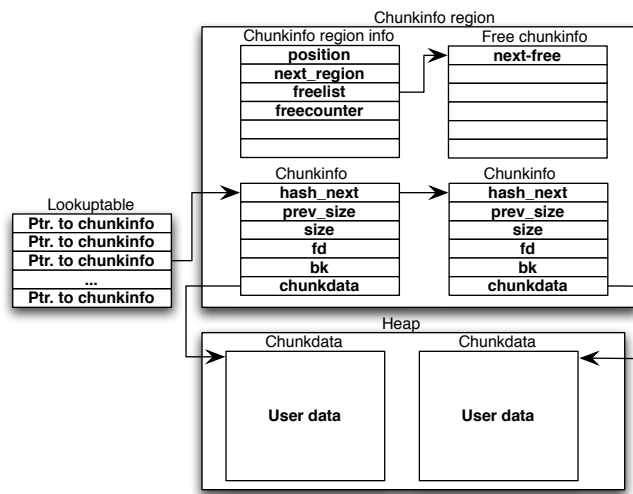 Chunkinfo region
Chunkinfo region info
position
next_region
freelist
freecounter
Free chunkinfo
next-free
Lookuptable
Ptr. to chunkinfo
Ptr. to chunkinfo
Ptr. to chunkinfo
...
Ptr. to chunkinfo
Chunkinfo
hash_next
prev_size
size
fd
bk
chunkdata
Chunkinfo
hash_next
prev_size
size
fd
bk
chunkdata
Heap
Chunkdata
User data
Chunkdata
User data